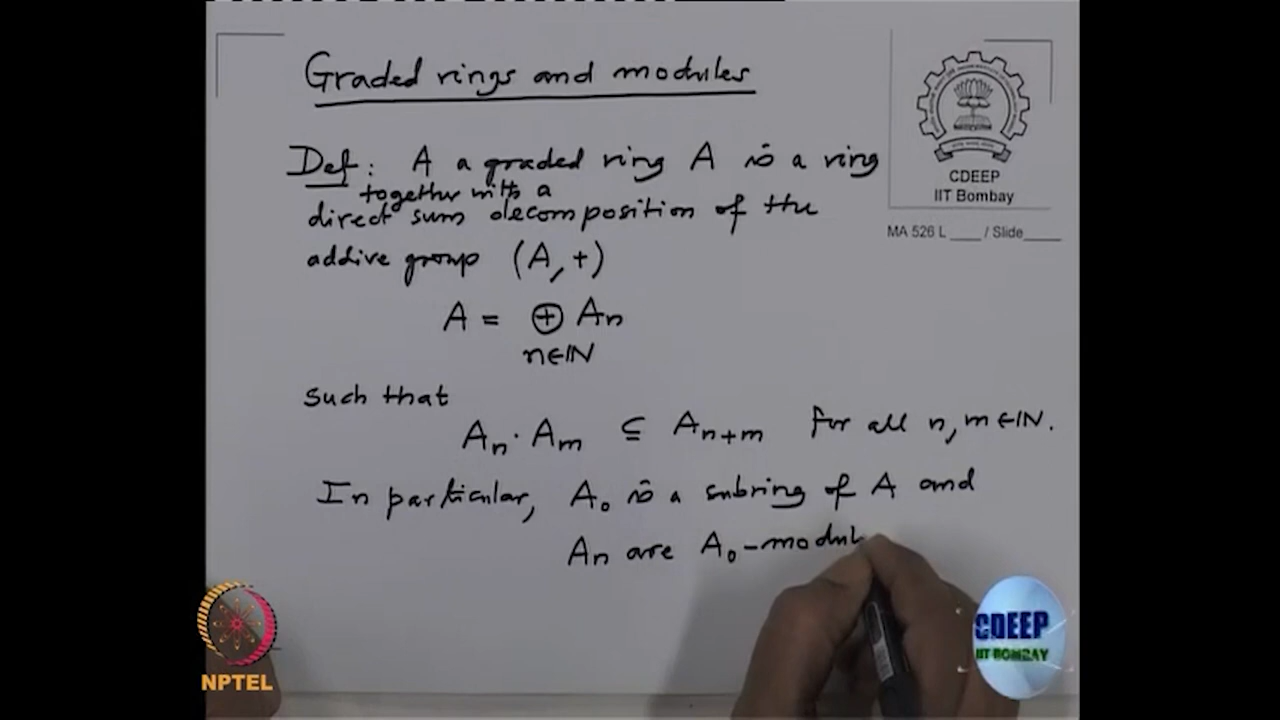 Graded rings and modules
Def: A a graded ring A is a ring
together with a
direct sum decomposition of the
addive group (A, +)
A = ⊕ An
n∈ℕ
such that
An · Am ⊆ An+m for all n, m ∈ ℕ.
In particular, A0 is a subring of A and
An are A0-modul
CDEEP
IIT Bombay
MA 526 L ___ / Slide____
NPTEL
CDEEP
IIT BOMBAY